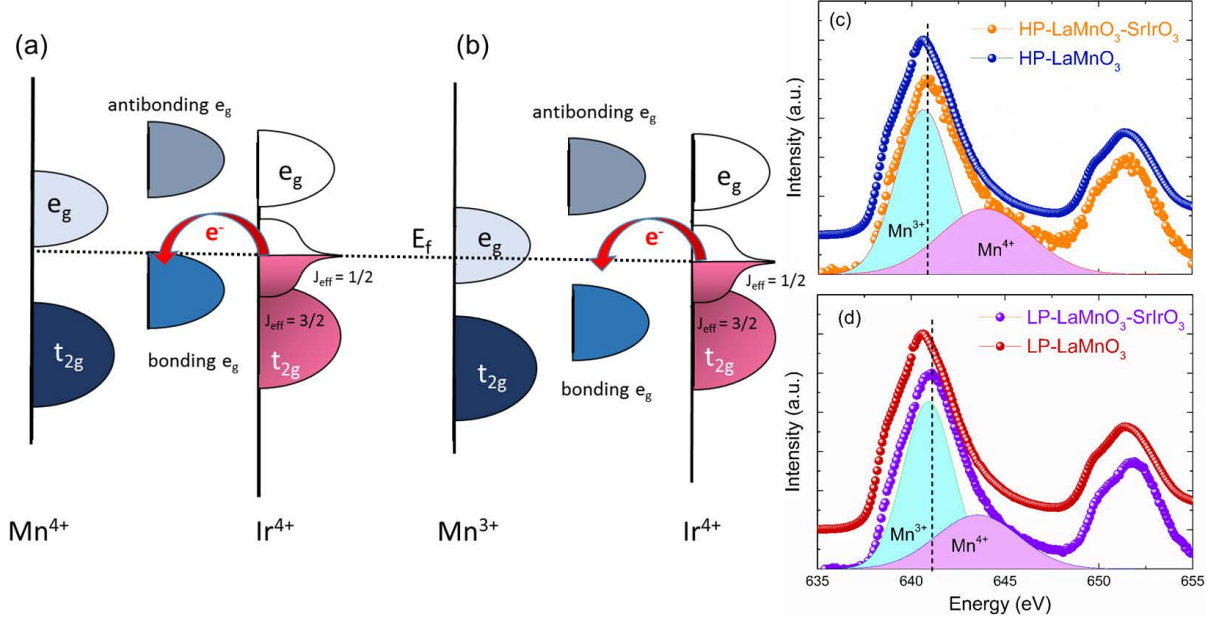 (a)
antibonding e_g
e_g
e_g
e⁻
J_eff = 1/2
J_eff = 3/2
t_2g
t_2g
bonding e_g
Mn⁴⁺
Ir⁴⁺
(b)
antibonding e_g
e_g
E_f
e_g
e⁻
J_eff = 1/2
J_eff = 3/2
t_2g
t_2g
bonding e_g
Mn³⁺
Ir⁴⁺
(c)
HP-LaMnO₃-SrIrO₃
HP-LaMnO₃
Intensity (a.u.)
Mn³⁺
Mn⁴⁺
(d)
LP-LaMnO₃-SrIrO₃
LP-LaMnO₃
Intensity (a.u.)
Mn³⁺
Mn⁴⁺
635 640 645 650 655
Energy (eV)